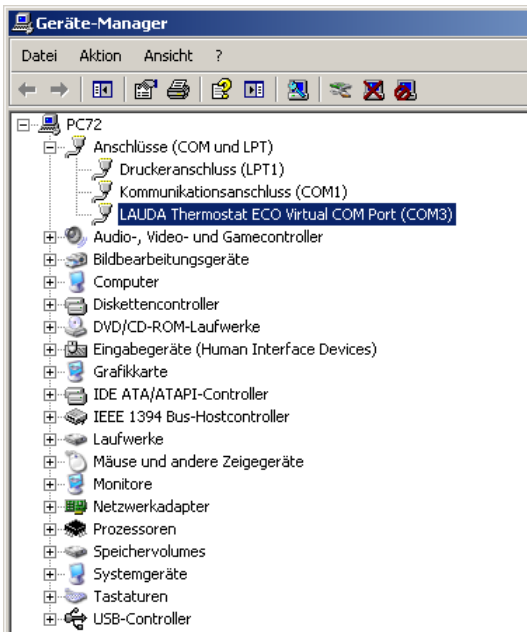 Geräte-Manager
Datei Aktion Ansicht ?
PC72
Anschlüsse (COM und LPT)
Druckeranschluss (LPT1)
Kommunikationsanschluss (COM1)
LAUDA Thermostat ECO Virtual COM Port (COM3)
Audio-, Video- und Gamecontroller
Bildbearbeitungsgeräte
Computer
Diskettencontroller
DVD/CD-ROM-Laufwerke
Eingabegeräte (Human Interface Devices)
Grafikkarte
IDE ATA/ATAPI-Controller
IEEE 1394 Bus-Hostcontroller
Laufwerke
Mäuse und andere Zeigegeräte
Monitore
Netzwerkadapter
Prozessoren
Speichervolumes
Systemgeräte
Tastaturen
USB-Controller